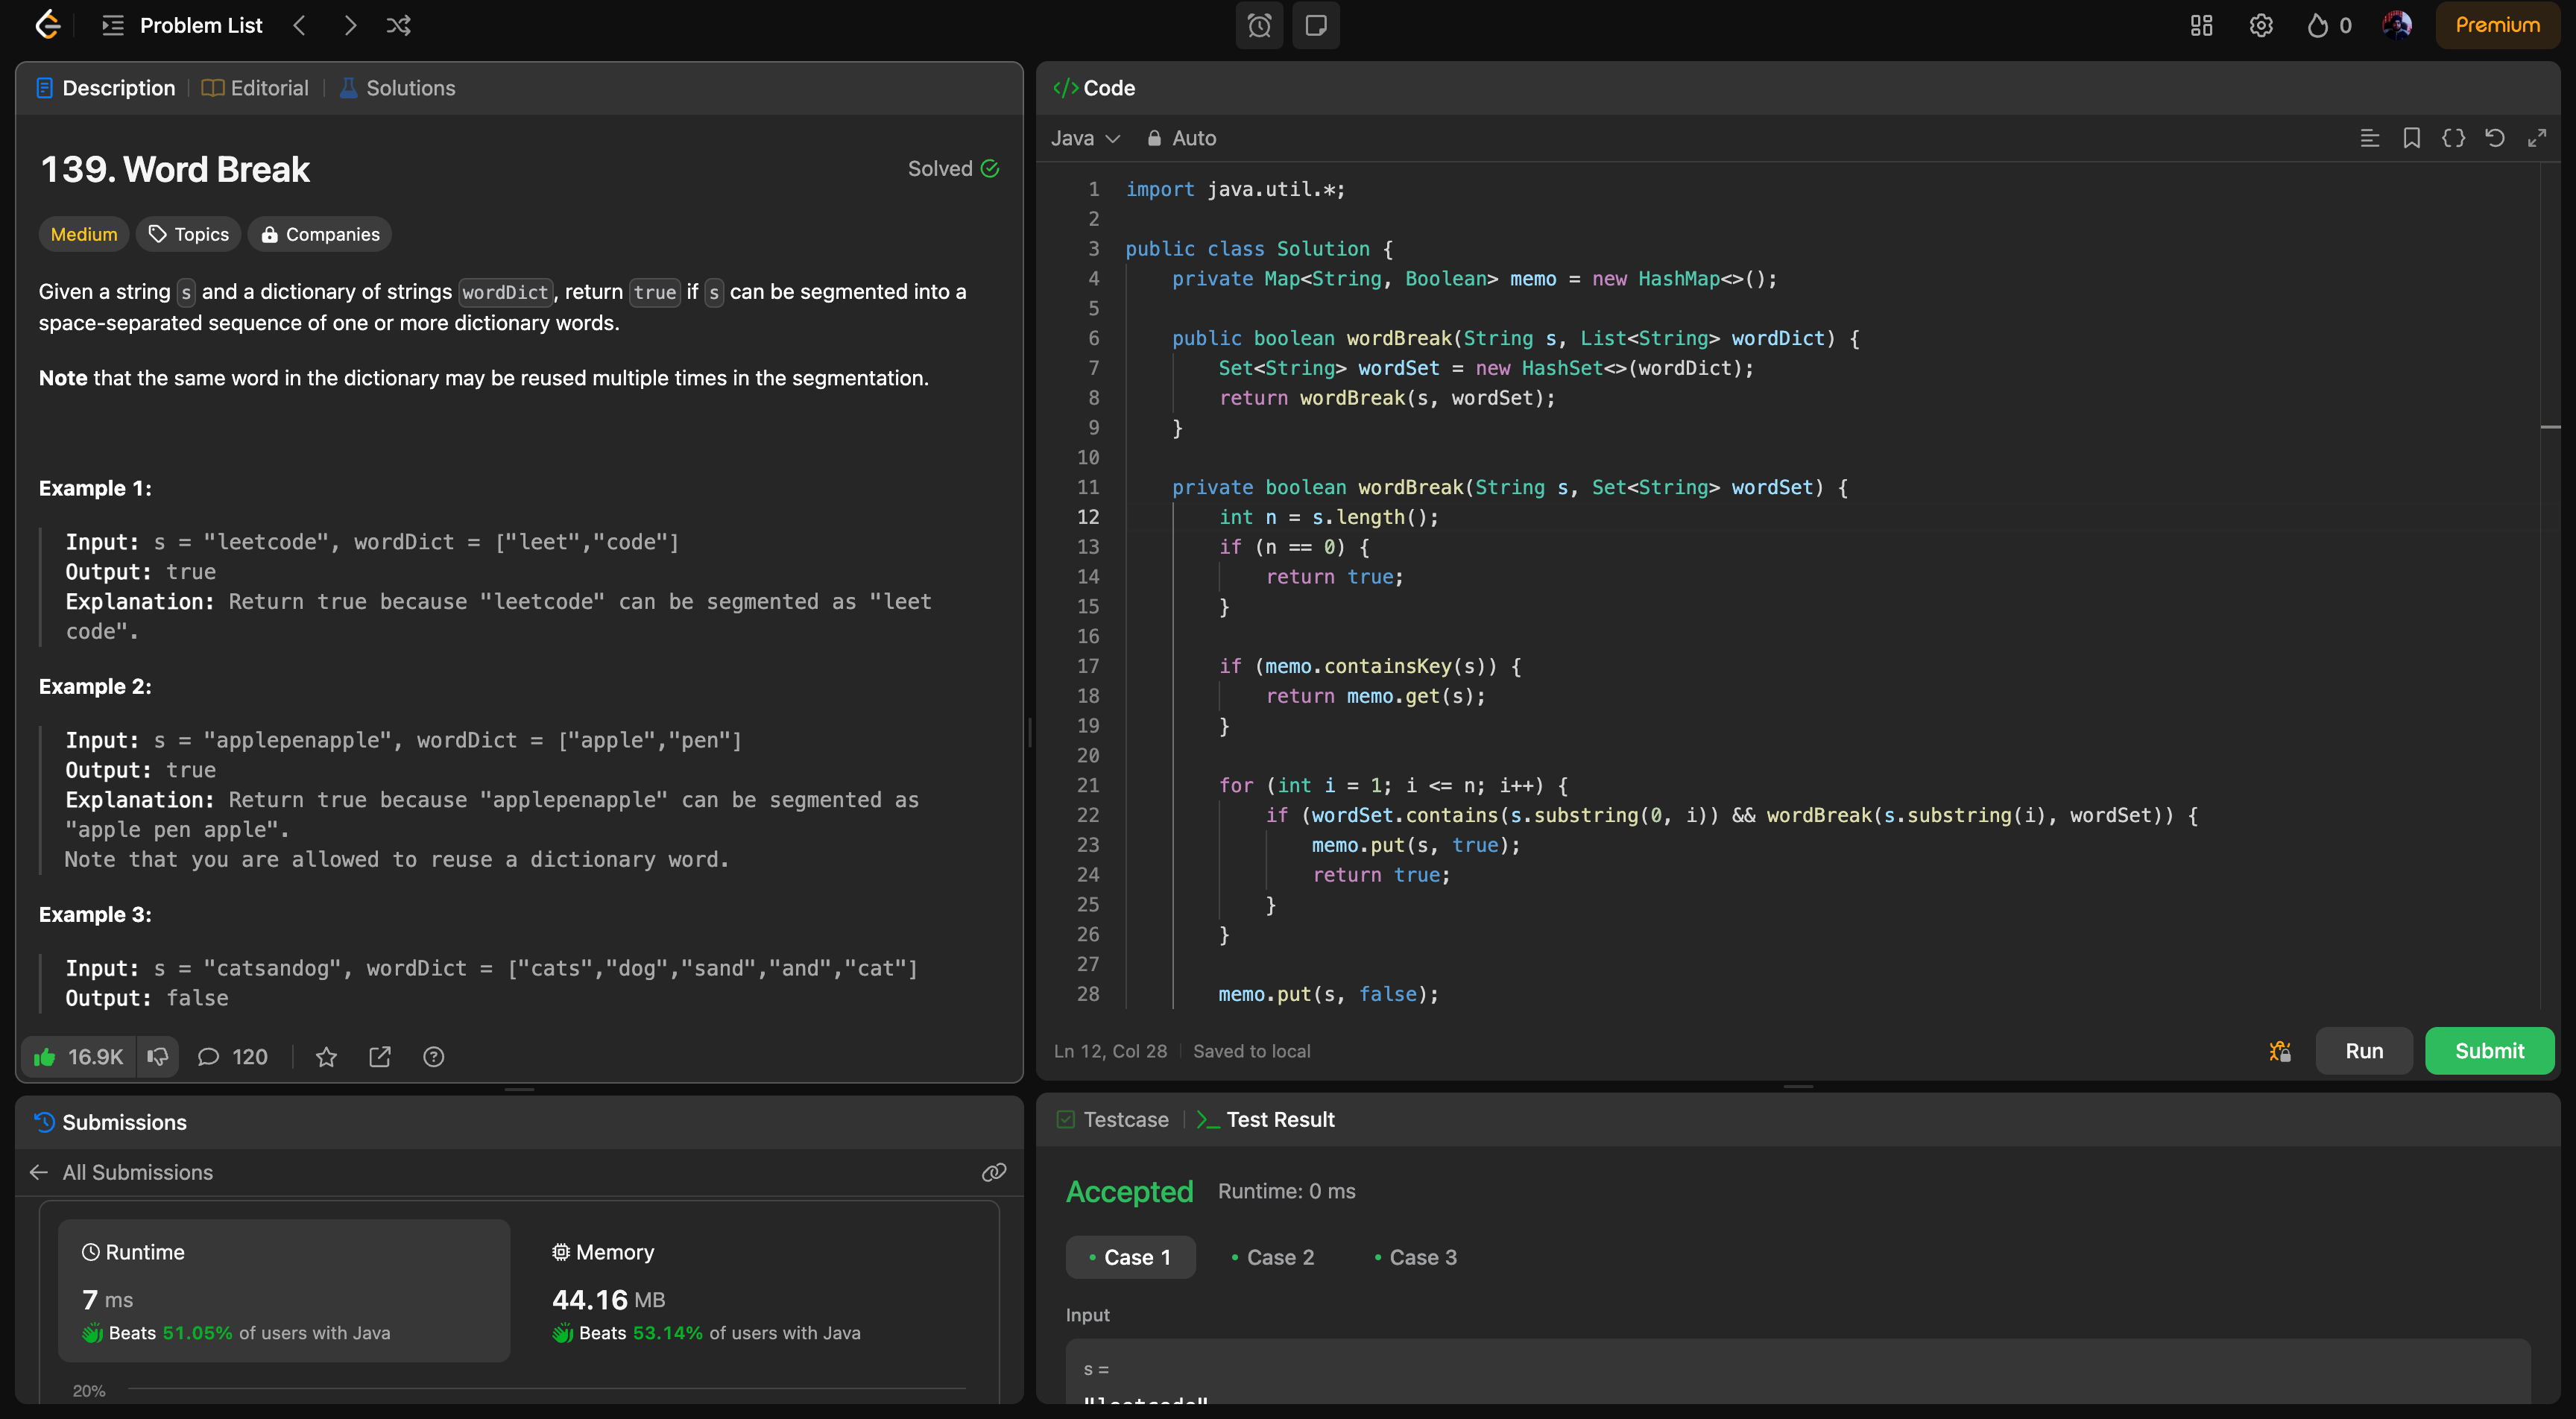 Problem List
0
Premium
Description
Editorial
Solutions
139. Word Break
Solved
Medium
Topics
Companies
Given a string s and a dictionary of strings wordDict, return true if s can be segmented into a
space-separated sequence of one or more dictionary words.
Note that the same word in the dictionary may be reused multiple times in the segmentation.
Example 1:
Input: s = "leetcode", wordDict = ["leet","code"]
Output: true
Explanation: Return true because "leetcode" can be segmented as "leet
code".
Example 2:
Input: s = "applepenapple", wordDict = ["apple","pen"]
Output: true
Explanation: Return true because "applepenapple" can be segmented as
"apple pen apple".
Note that you are allowed to reuse a dictionary word.
Example 3:
Input: s = "catsandog", wordDict = ["cats","dog","sand","and","cat"]
Output: false
16.9K
120
Submissions
All Submissions
Runtime
7 ms
Beats 51.05% of users with Java
Memory
44.16 MB
Beats 53.14% of users with Java
20%
Code
Java
Auto
1 import java.util.*;
2
3 public class Solution {
4 private Map<String, Boolean> memo = new HashMap<>();
5
6 public boolean wordBreak(String s, List<String> wordDict) {
7 Set<String> wordSet = new HashSet<>(wordDict);
8 return wordBreak(s, wordSet);
9 }
10
11 private boolean wordBreak(String s, Set<String> wordSet) {
12 int n = s.length();
13 if (n == 0) {
14 return true;
15 }
16
17 if (memo.containsKey(s)) {
18 return memo.get(s);
19 }
20
21 for (int i = 1; i <= n; i++) {
22 if (wordSet.contains(s.substring(0, i)) && wordBreak(s.substring(i), wordSet)) {
23 memo.put(s, true);
24 return true;
25 }
26 }
27
28 memo.put(s, false);
Ln 12, Col 28
Saved to local
Run
Submit
Testcase
Test Result
Accepted
Runtime: 0 ms
Case 1
Case 2
Case 3
Input
s =
"leetcode"